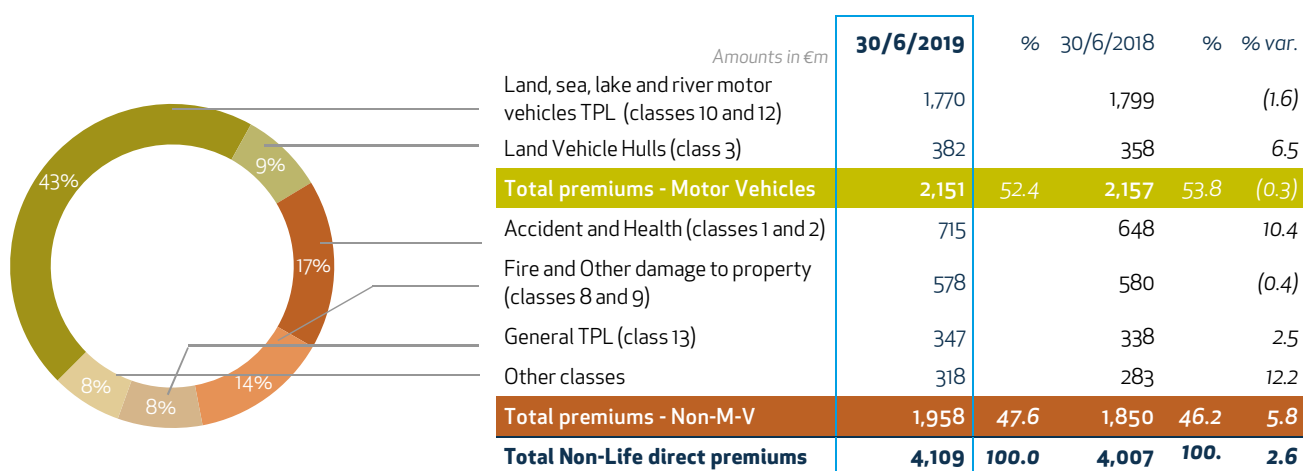 Amounts in €m 30/6/2019 % 30/6/2018 % % var.
Land, sea, lake and river motor
vehicles TPL (classes 10 and 12) 1,770 1,799 (1.6)
Land Vehicle Hulls (class 3) 382 358 6.5
Total premiums - Motor Vehicles 2,151 52.4 2,157 53.8 (0.3)
Accident and Health (classes 1 and 2) 715 648 10.4
Fire and Other damage to property
(classes 8 and 9) 578 580 (0.4)
General TPL (class 13) 347 338 2.5
Other classes 318 283 12.2
Total premiums - Non-M-V 1,958 47.6 1,850 46.2 5.8
Total Non-Life direct premiums 4,109 100.0 4,007 100. 2.6
43%
9%
17%
14%
8%
8%